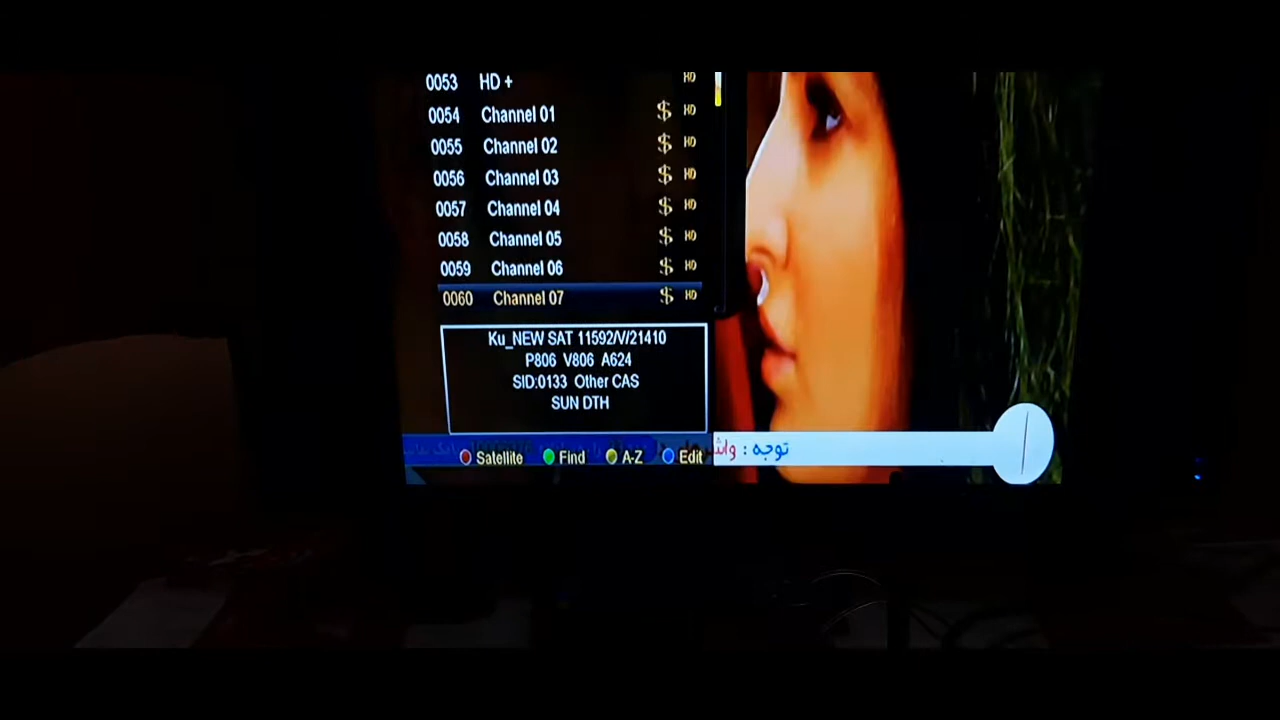 0053 HD + HD
0054 Channel 01 $ HD
0055 Channel 02 $ HD
0056 Channel 03 $ HD
0057 Channel 04 $ HD
0058 Channel 05 $ HD
0059 Channel 06 $ HD
0060 Channel 07 $ HD
Ku_NEW SAT 11592/V/21410
P806 V806 A624
SID:0133 Other CAS
SUN DTH
توجه :
Satellite Find A-Z Edit